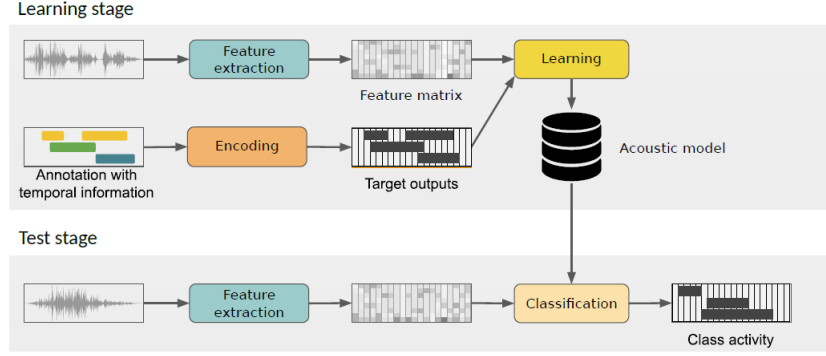 Learning stage
Feature
extraction
Feature matrix
Learning
Annotation with
temporal information
Encoding
Target outputs
Acoustic model
Test stage
Feature
extraction
Classification
Class activity